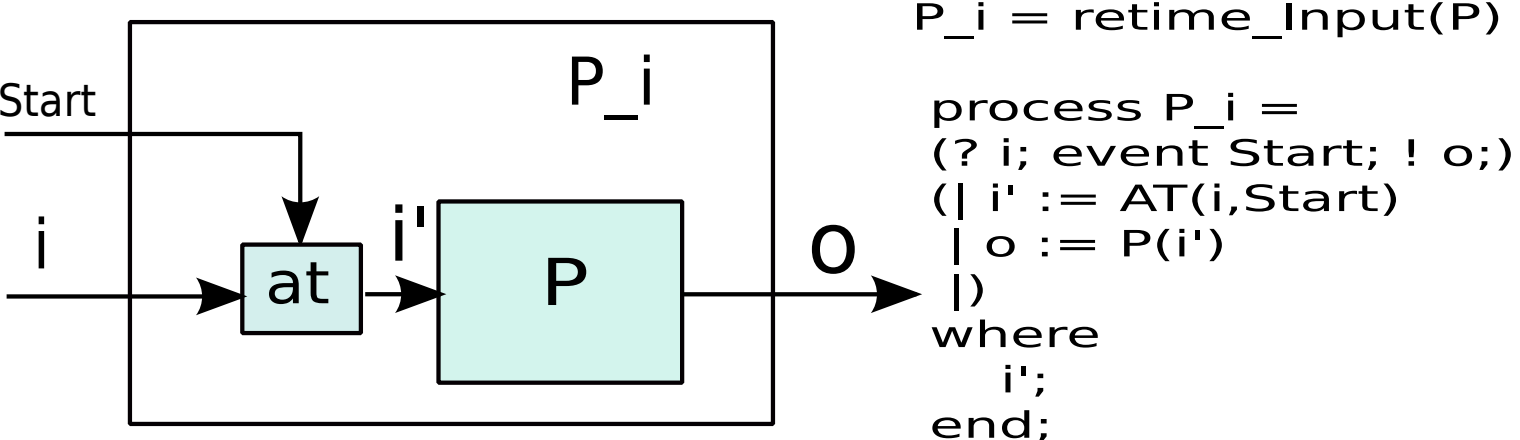 Start
i
at
i'
P
P_i
o
P_i = retime_Input(P)
process P_i =
(? i; event Start; ! o;)
(| i' := AT(i,Start)
| o := P(i')
|)
where
i';
end;